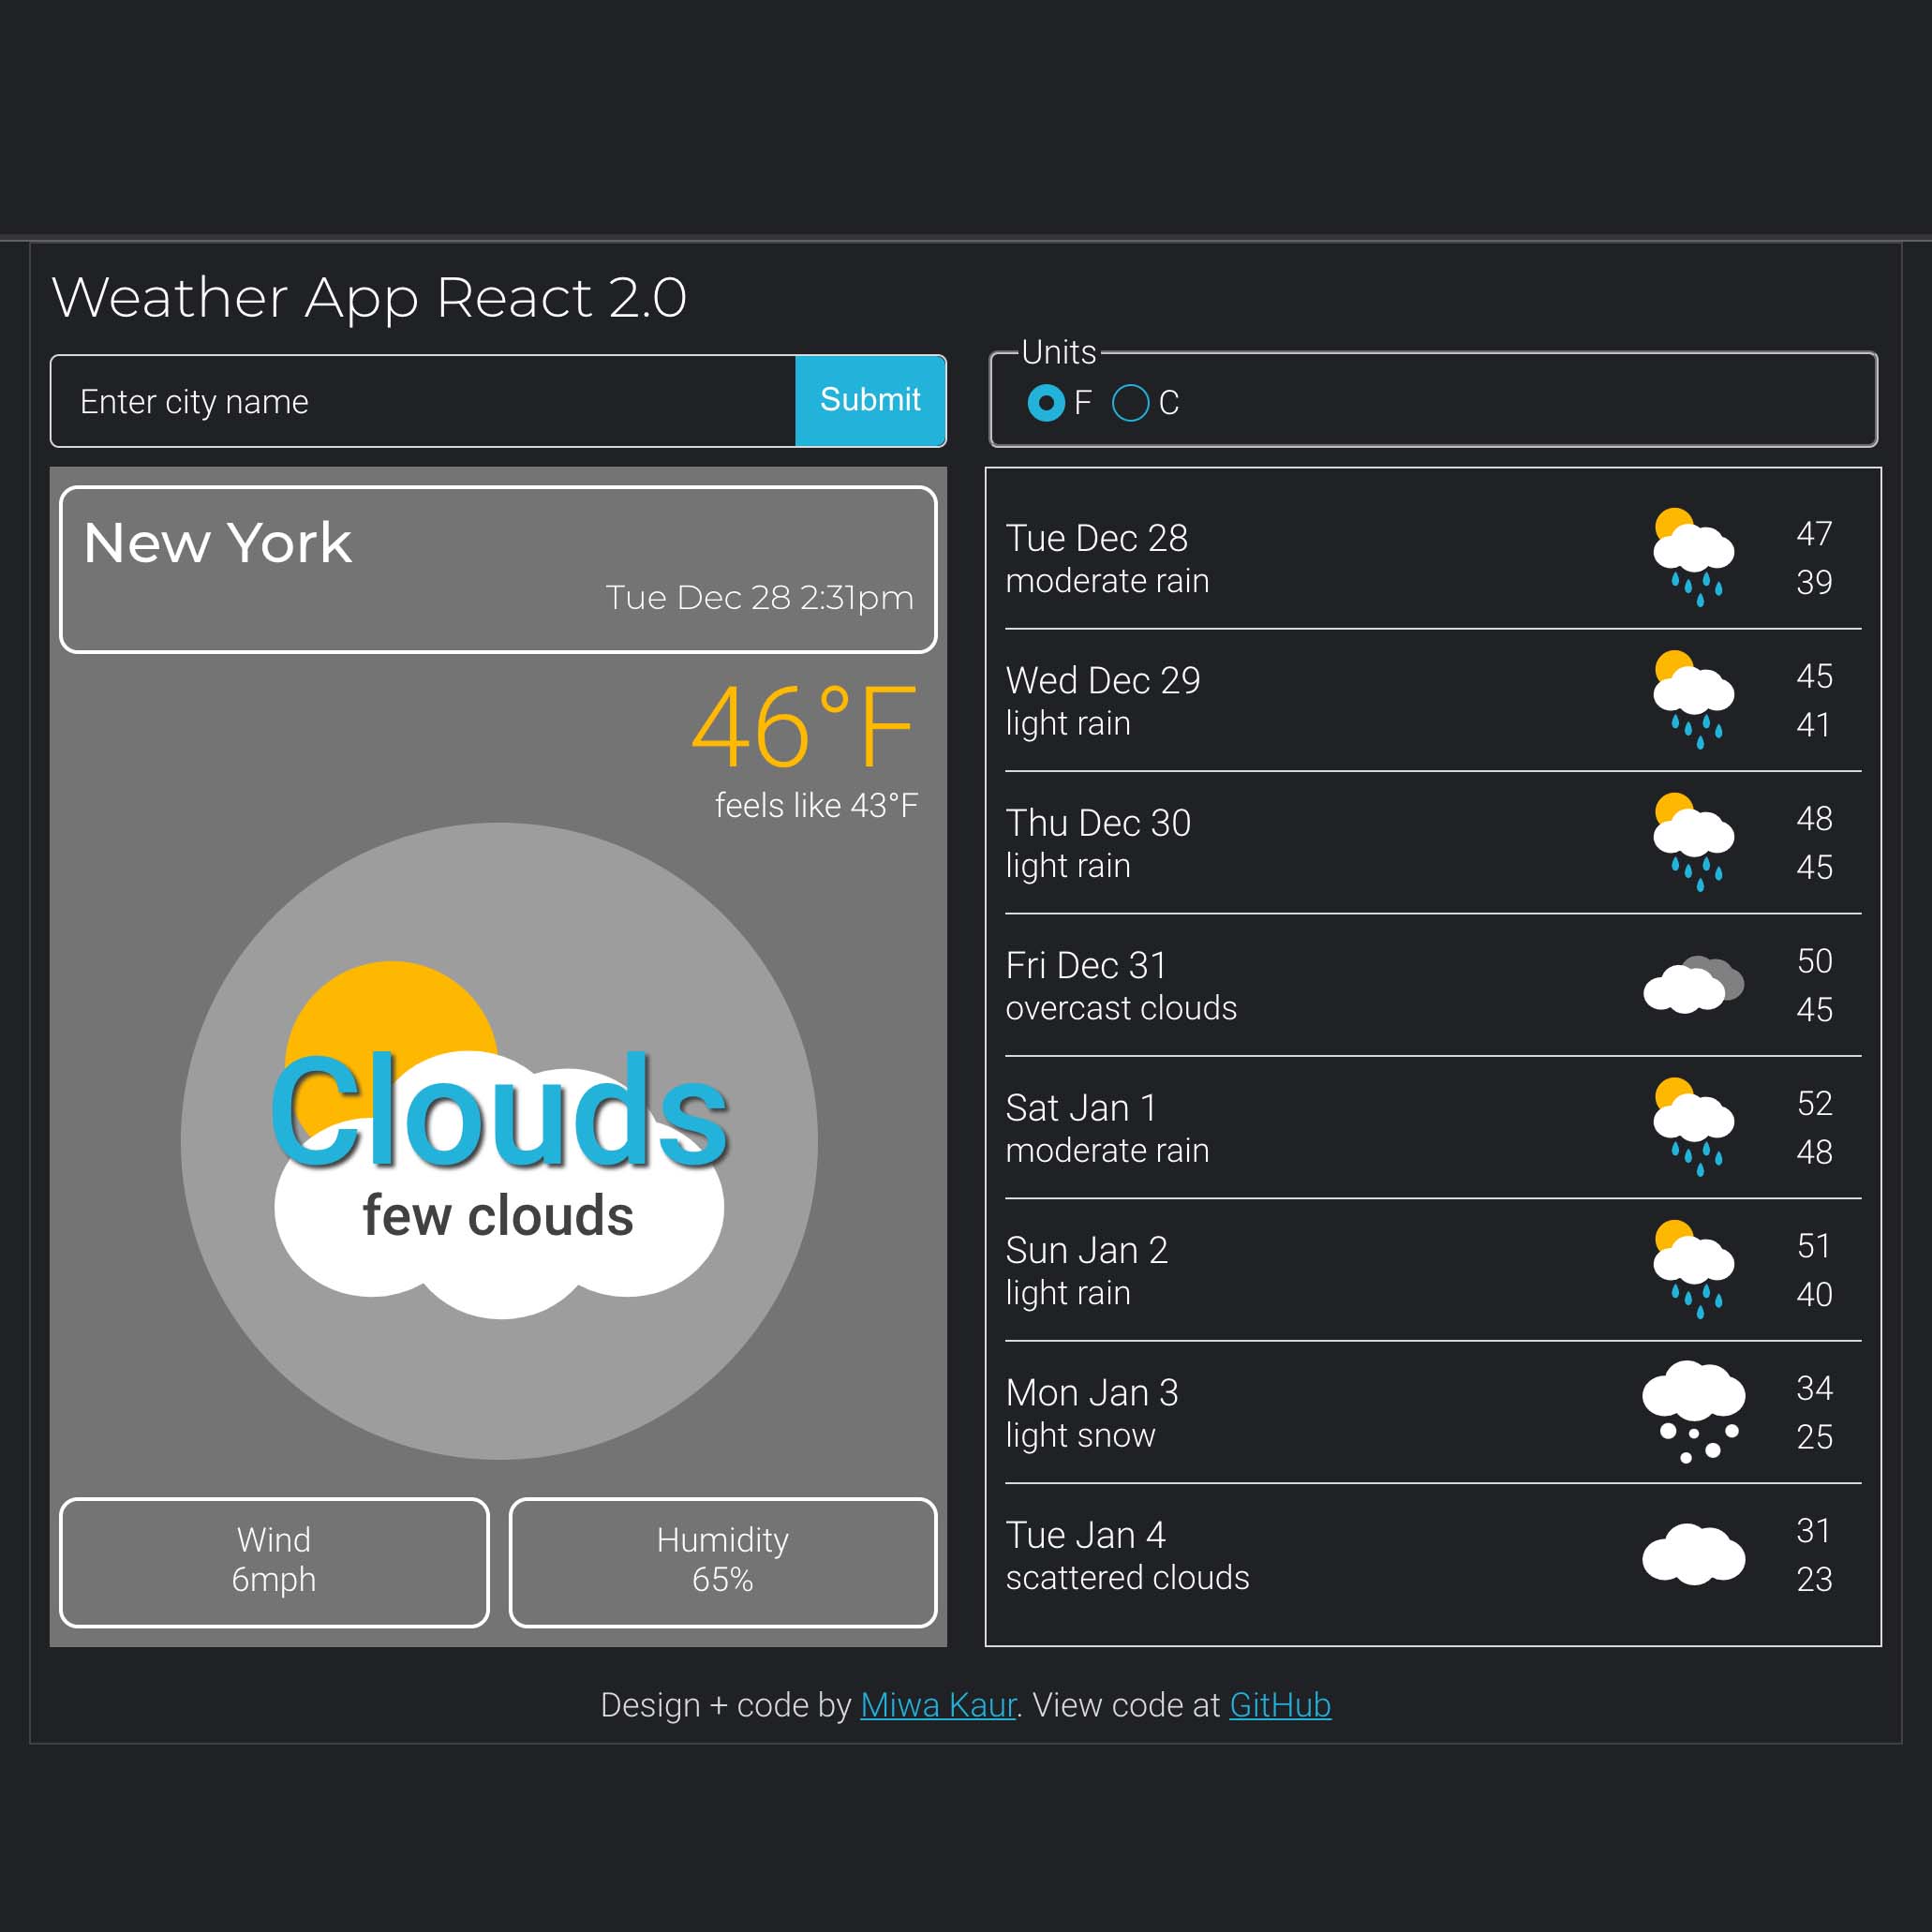 Weather App React 2.0
Enter city name
Submit
Units
F
C
New York
Tue Dec 28 2:31pm
46°F
feels like 43°F
Clouds
few clouds
Wind
6mph
Humidity
65%
Tue Dec 28
moderate rain
47
39
Wed Dec 29
light rain
45
41
Thu Dec 30
light rain
48
45
Fri Dec 31
overcast clouds
50
45
Sat Jan 1
moderate rain
52
48
Sun Jan 2
light rain
51
40
Mon Jan 3
light snow
34
25
Tue Jan 4
scattered clouds
31
23
Design + code by Miwa Kaur. View code at GitHub